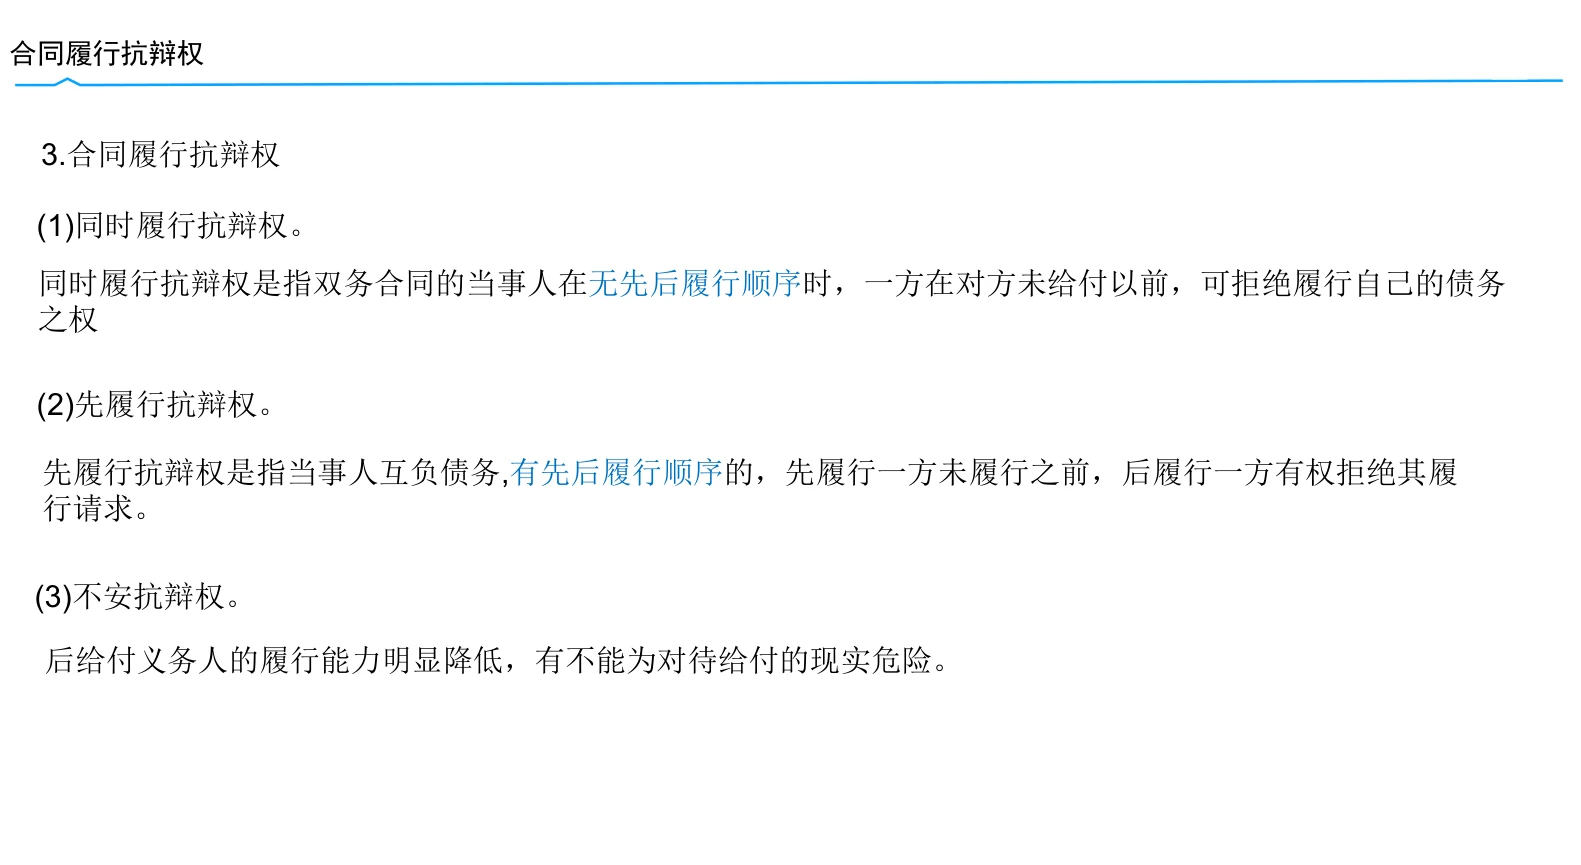 合同履行抗辩权
3.合同履行抗辩权
(1)同时履行抗辩权。
同时履行抗辩权是指双务合同的当事人在无先后履行顺序时，一方在对方未给付以前，可拒绝履行自己的债务
之权
(2)先履行抗辩权。
先履行抗辩权是指当事人互负债务,有先后履行顺序的，先履行一方未履行之前，后履行一方有权拒绝其履
行请求。
(3)不安抗辩权。
后给付义务人的履行能力明显降低，有不能为对待给付的现实危险。